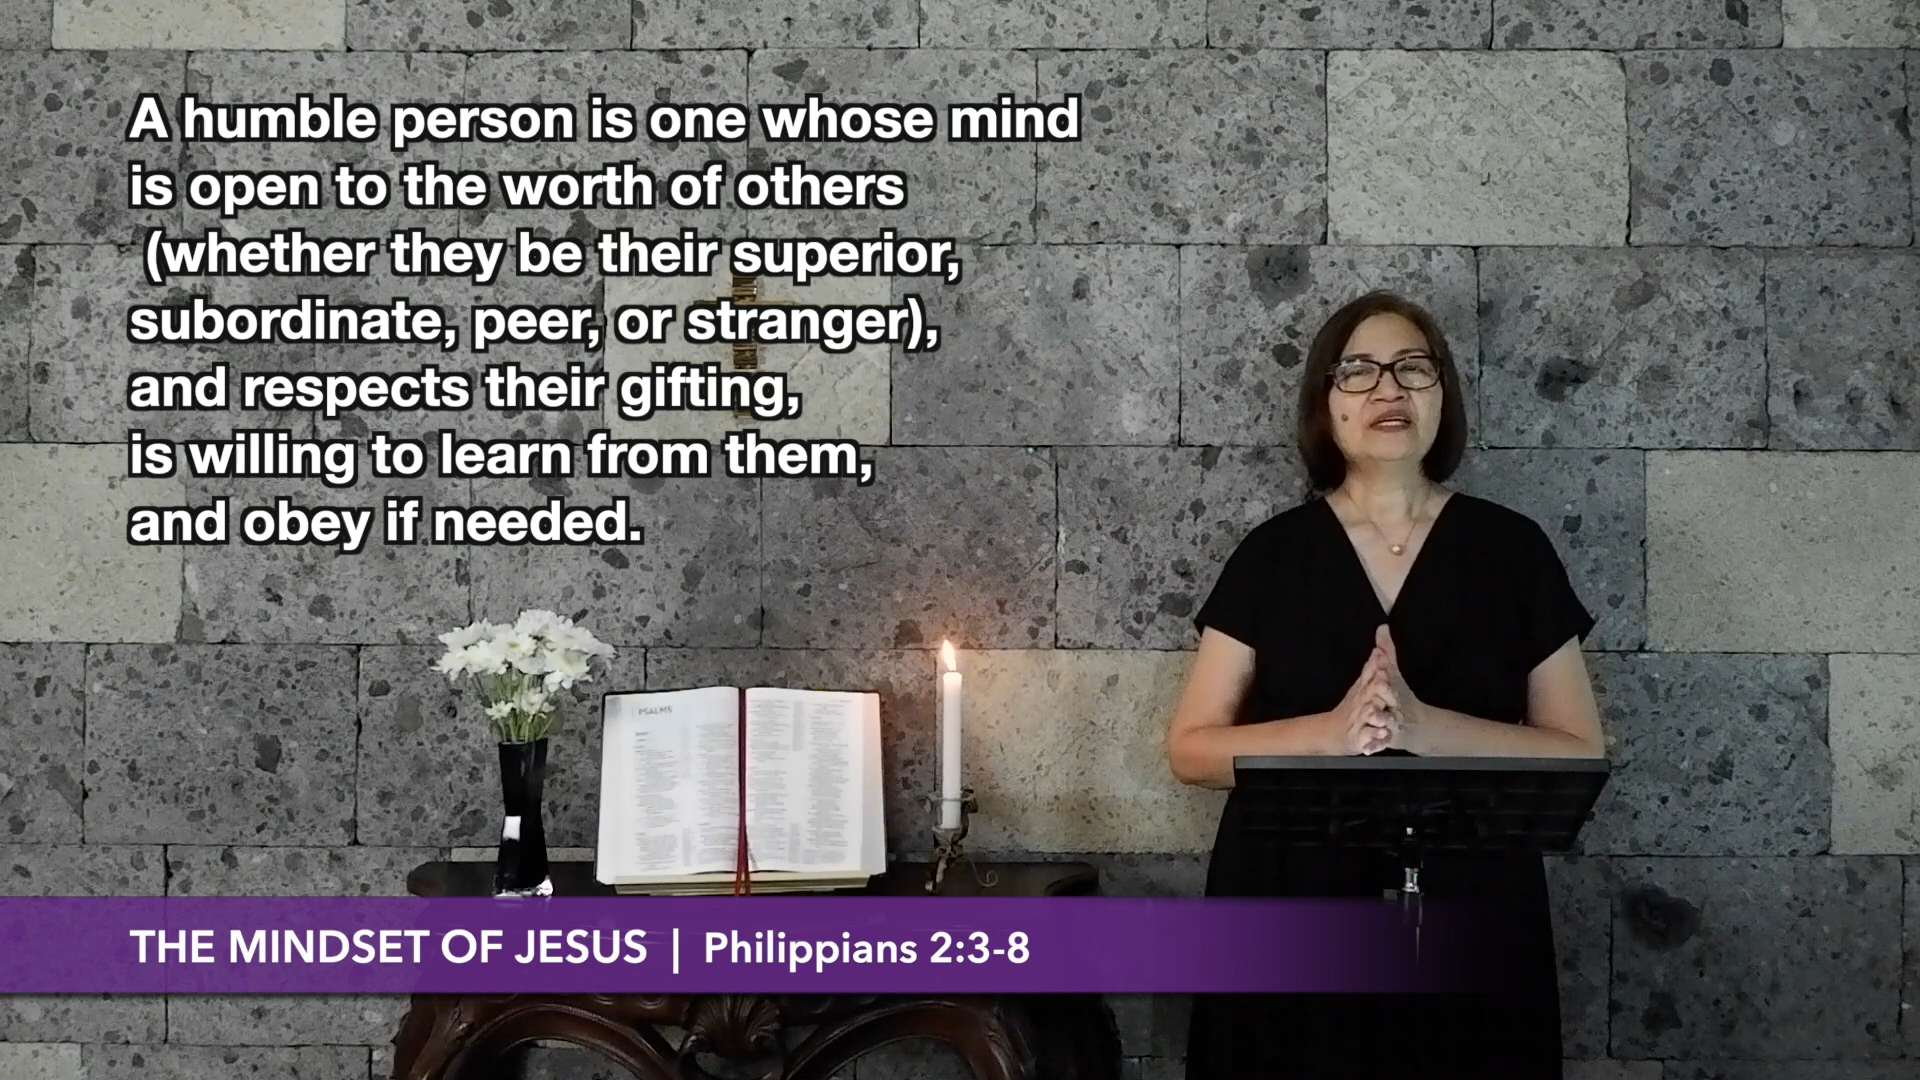 A humble person is one whose mind
is open to the worth of others
(whether they be their superior,
subordinate, peer, or stranger),
and respects their gifting,
is willing to learn from them,
and obey if needed.
PSALMS
THE MINDSET OF JESUS | Philippians 2:3-8